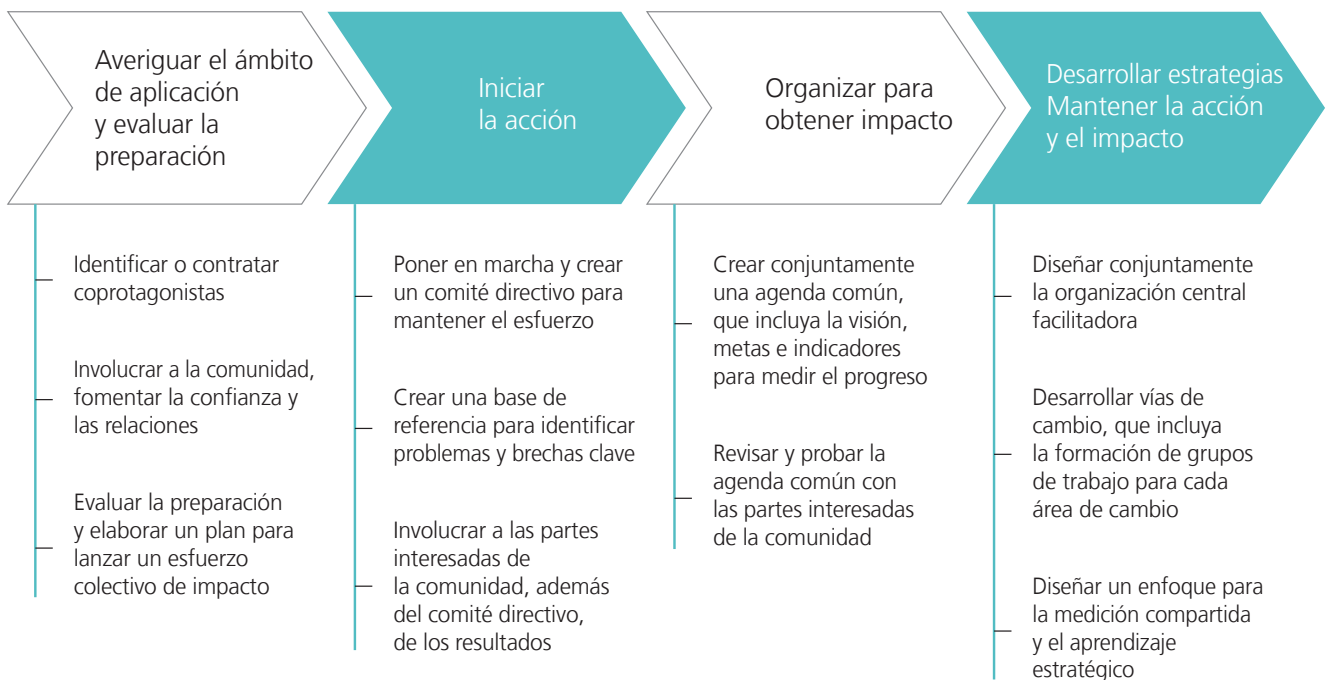 Averiguar el ámbito
de aplicación
y evaluar la
preparación
Identificar o contratar
coprotagonistas
Involucrar a la comunidad,
fomentar la confianza y
las relaciones
Evaluar la preparación
y elaborar un plan para
lanzar un esfuerzo
colectivo de impacto
Iniciar
la acción
Poner en marcha y crear
un comité directivo para
mantener el esfuerzo
Crear una base de
referencia para identificar
problemas y brechas clave
Involucrar a las partes
interesadas de
la comunidad, además
del comité directivo,
de los resultados
Organizar para
obtener impacto
Crear conjuntamente
una agenda común,
que incluya la visión,
metas e indicadores
para medir el progreso
Revisar y probar la
agenda común con
las partes interesadas
de la comunidad
Desarrollar estrategias
Mantener la acción
y el impacto
Diseñar conjuntamente
la organización central
facilitadora
Desarrollar vías de
cambio, que incluya
la formación de grupos
de trabajo para cada
área de cambio
Diseñar un enfoque para
la medición compartida
y el aprendizaje
estratégico